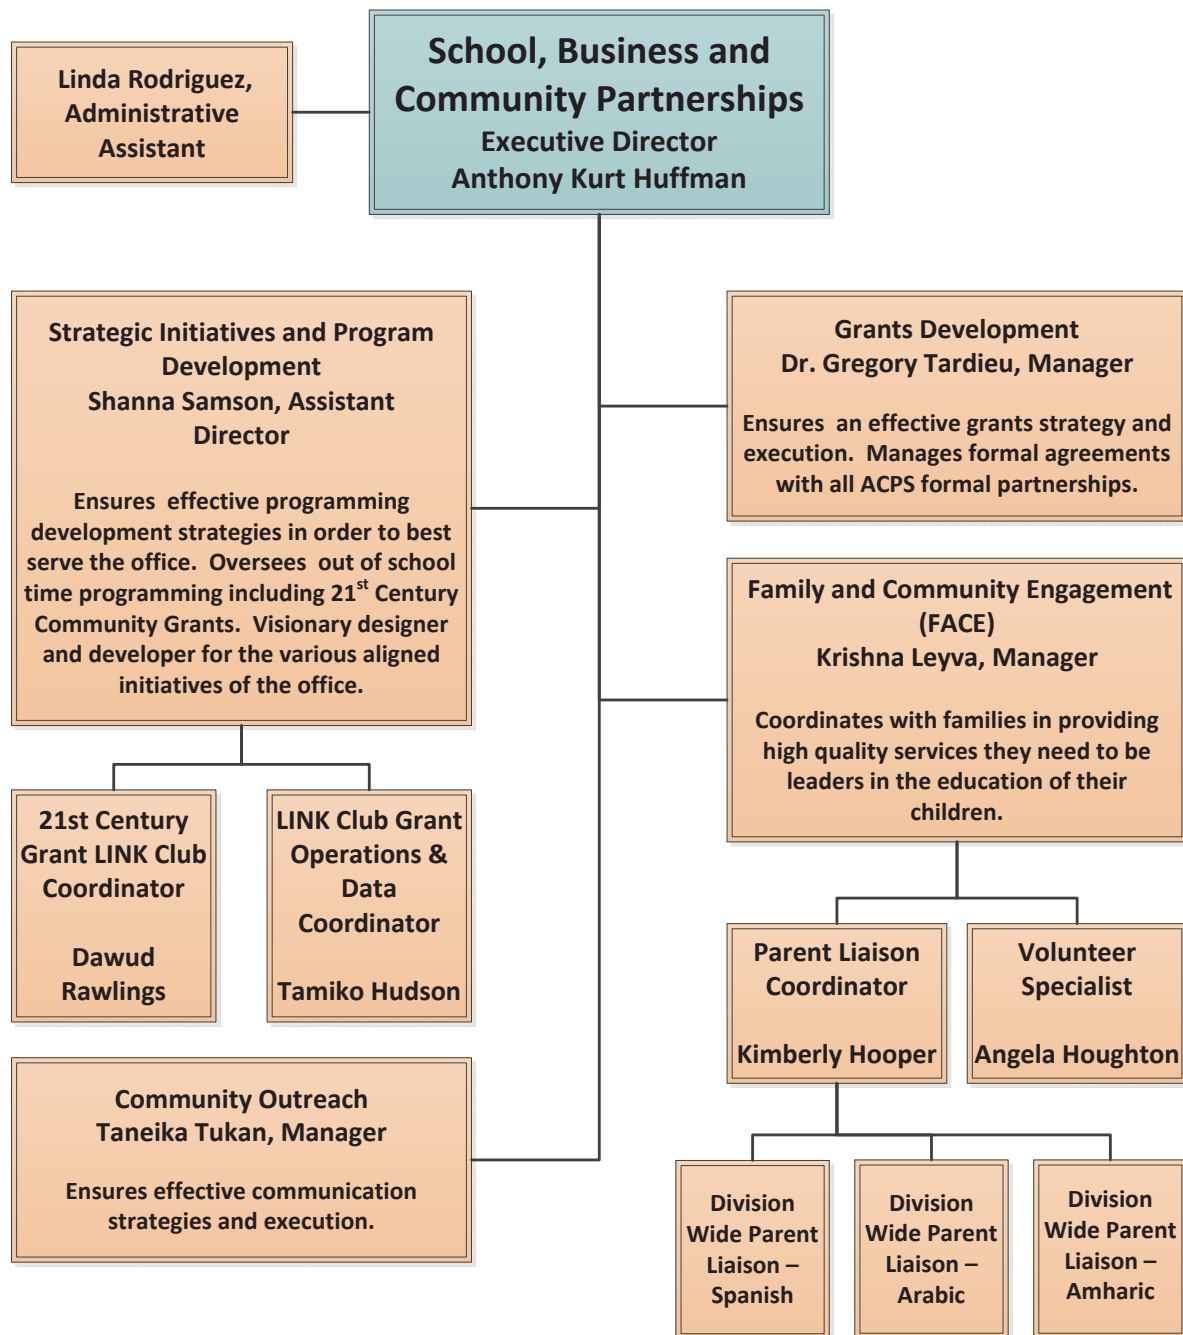 School, Business and
Community Partnerships
Executive Director
Anthony Kurt Huffman
Linda Rodriguez,
Administrative
Assistant
Strategic Initiatives and Program
Development
Shanna Samson, Assistant
Director
Ensures effective programming
development strategies in order to best
serve the office. Oversees out of school
time programming including 21st Century
Community Grants. Visionary designer
and developer for the various aligned
initiatives of the office.
21st Century
Grant LINK Club
Coordinator
Dawud
Rawlings
LINK Club Grant
Operations &
Data
Coordinator
Tamiko Hudson
Community Outreach
Taneika Tukan, Manager
Ensures effective communication
strategies and execution.
Grants Development
Dr. Gregory Tardieu, Manager
Ensures an effective grants strategy and
execution. Manages formal agreements
with all ACPS formal partnerships.
Family and Community Engagement
(FACE)
Krishna Leyva, Manager
Coordinates with families in providing
high quality services they need to be
leaders in the education of their
children.
Parent Liaison
Coordinator
Kimberly Hooper
Volunteer
Specialist
Angela Houghton
Division
Wide Parent
Liaison –
Spanish
Division
Wide Parent
Liaison –
Arabic
Division
Wide Parent
Liaison –
Amharic